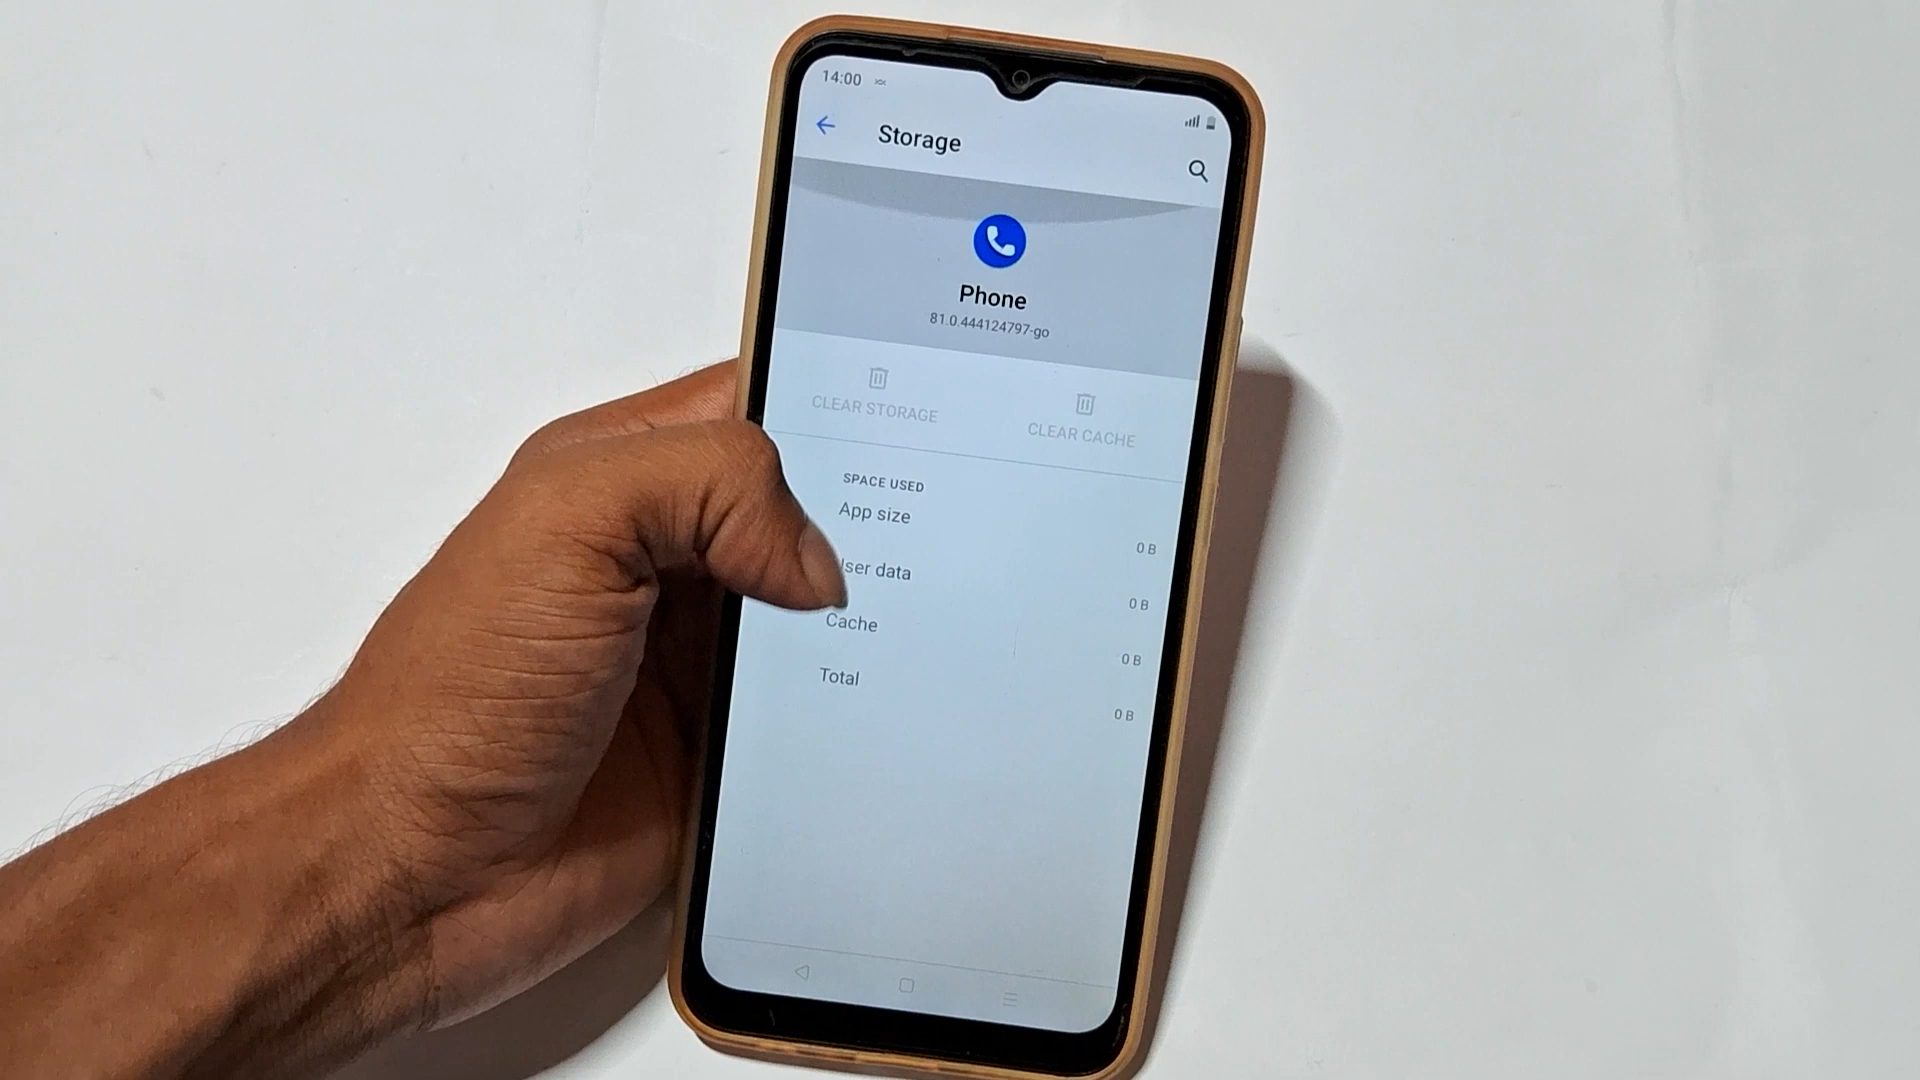 14:00
Storage
Phone
81.0.444124797-go
CLEAR STORAGE
CLEAR CACHE
SPACE USED
App size
0 B
ser data
0 B
Cache
0 B
Total
0 B